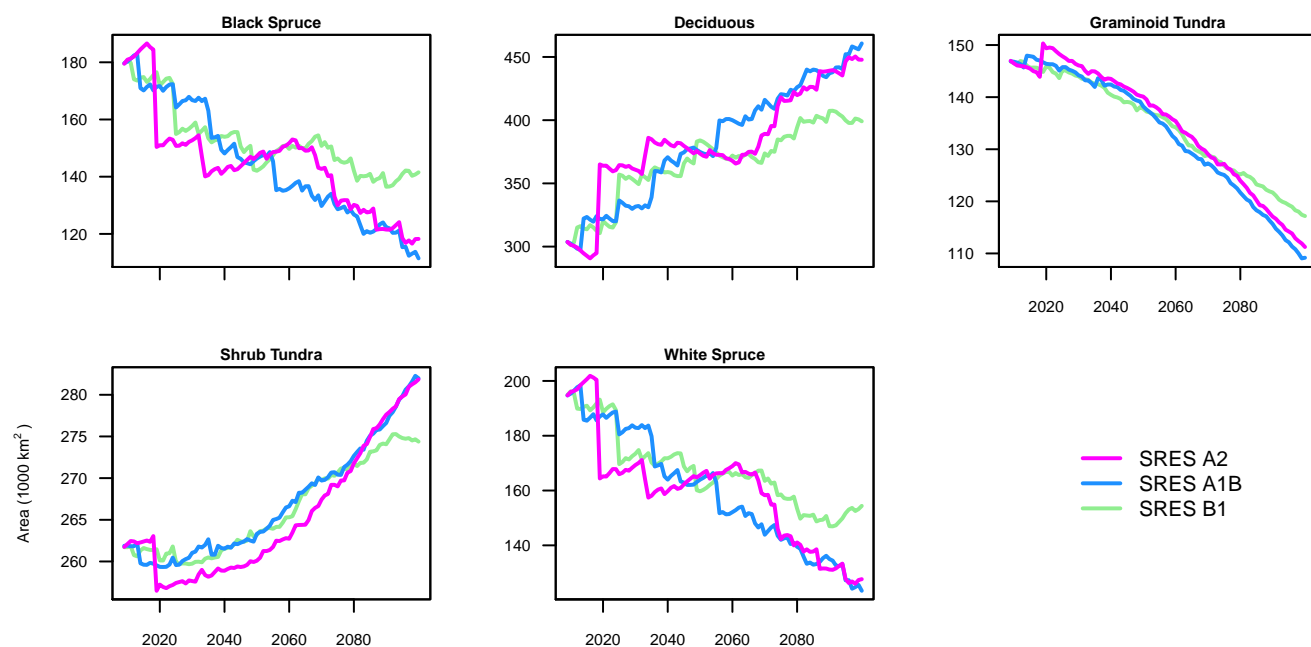 Black Spruce
180
160
140
120
Deciduous
450
400
350
300
Graminoid Tundra
150
140
130
120
110
2020 2040 2060 2080
Shrub Tundra
280
275
270
265
260
2020 2040 2060 2080
White Spruce
200
180
160
140
2020 2040 2060 2080
Area (1000 km²)
SRES A2
SRES A1B
SRES B1